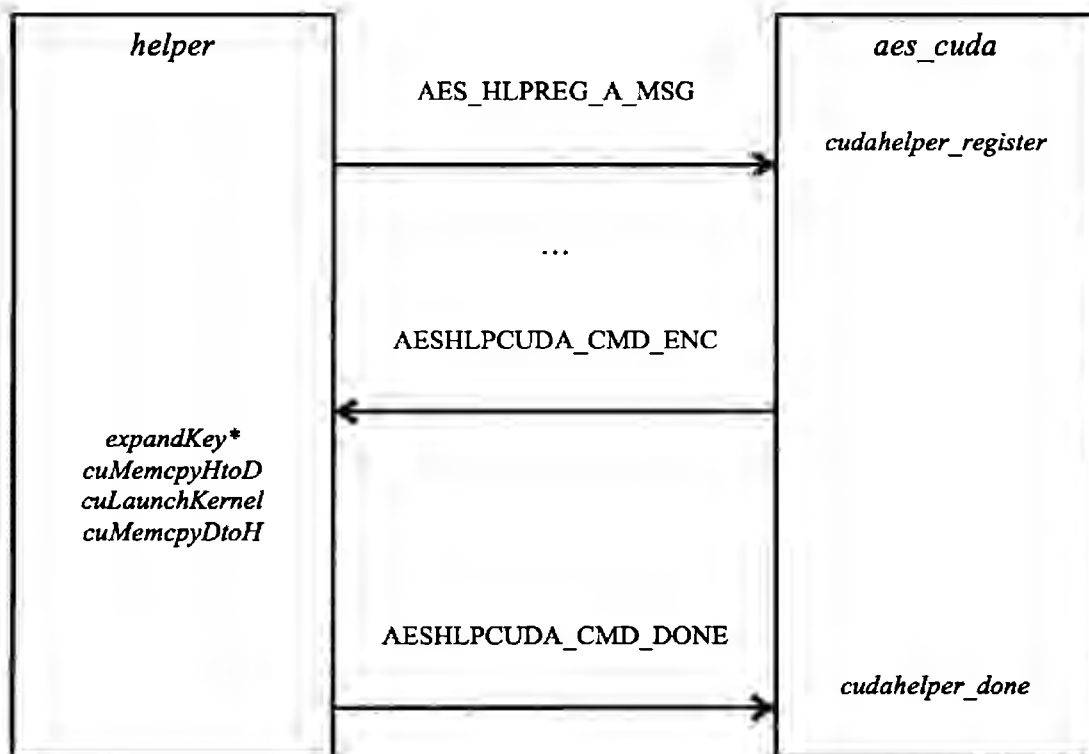 helper
aes_cuda
AES_HLPREG_A_MSG
cudahelper_register
...
AESHLPCUDA_CMD_ENC
expandKey*
cuMemcpyHtoD
cuLaunchKernel
cuMemcpyDtoH
AESHLPCUDA_CMD_DONE
cudahelper_done